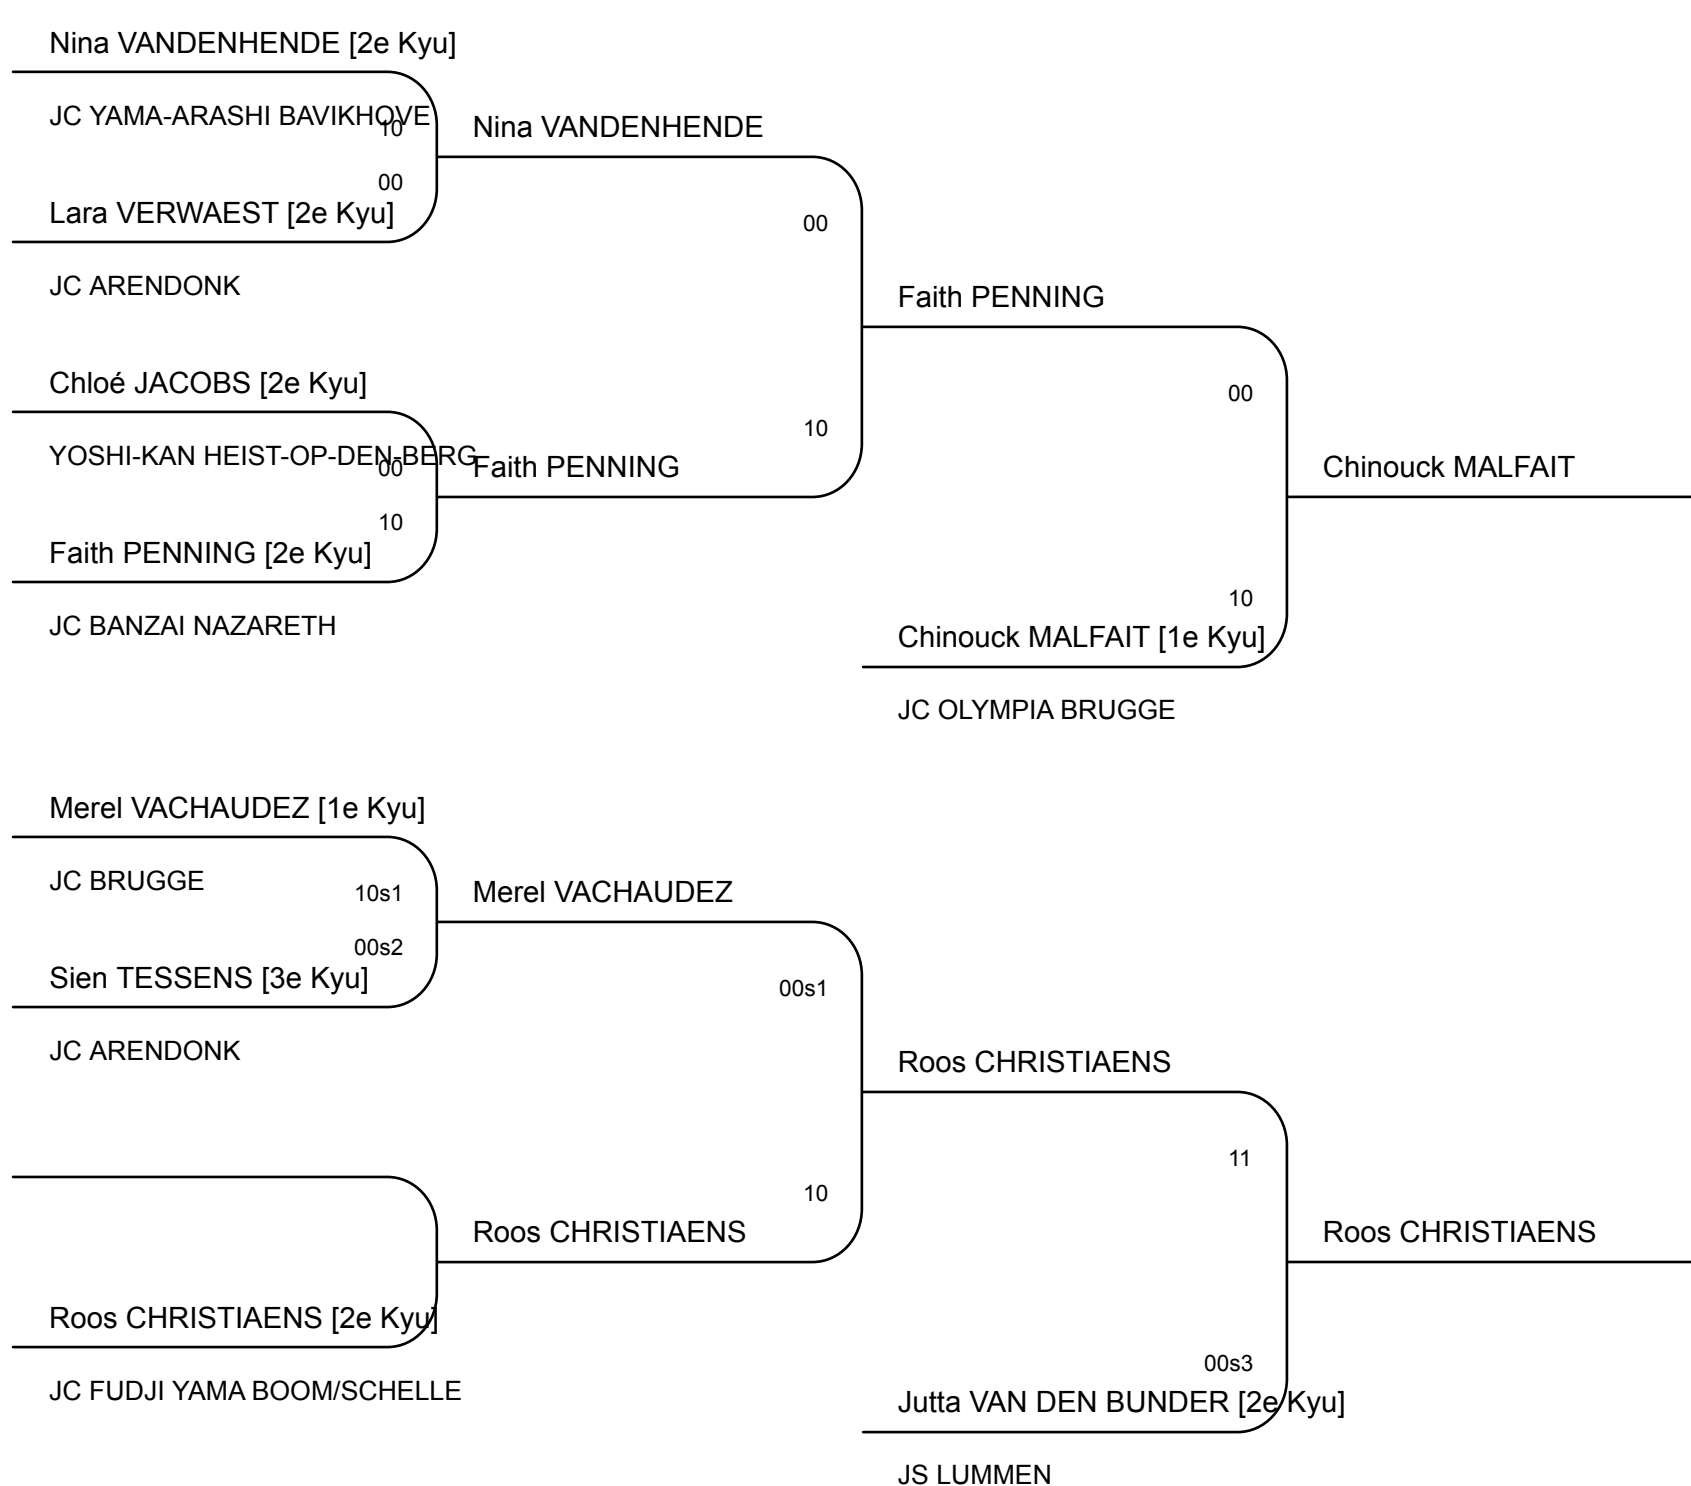 Nina VANDENHENDE [2e Kyu]
JC YAMA-ARASHI BAVIKHOVE
10
00
Lara VERWAEST [2e Kyu]
JC ARENDONK
Nina VANDENHENDE
00
Chloé JACOBS [2e Kyu]
YOSHI-KAN HEIST-OP-DEN-BERG
00
10
Faith PENNING [2e Kyu]
JC BANZAI NAZARETH
10
Faith PENNING
Faith PENNING
00
10
Chinouck MALFAIT [1e Kyu]
JC OLYMPIA BRUGGE
Chinouck MALFAIT
Merel VACHAUDEZ [1e Kyu]
JC BRUGGE
10s1
00s2
Sien TESSENS [3e Kyu]
JC ARENDONK
Merel VACHAUDEZ
00s1
10
Roos CHRISTIAENS
Roos CHRISTIAENS [2e Kyu]
JC FUDJI YAMA BOOM/SCHELLE
Roos CHRISTIAENS
11
00s3
Jutta VAN DEN BUNDER [2e Kyu]
JS LUMMEN
Roos CHRISTIAENS